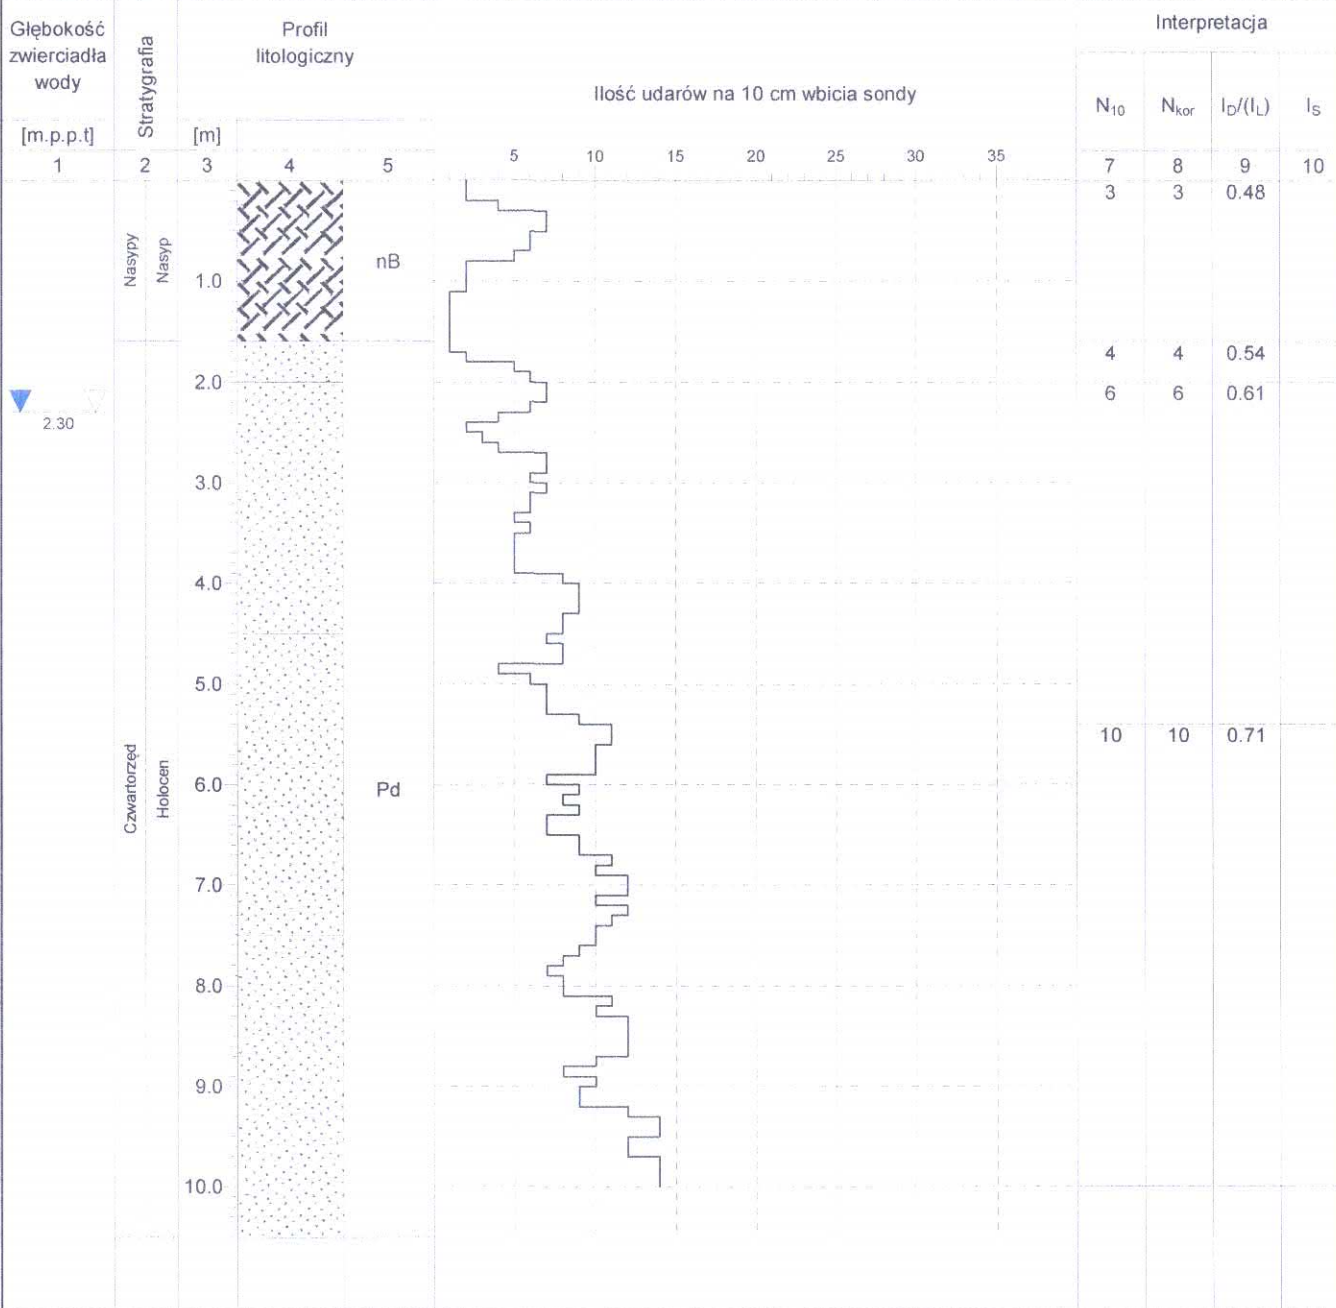 Głębokość
zwierciadła
wody
[m.p.p.t]
1
Stratygrafia
2
[m]
3
Profil
litologiczny
4
5
Ilość udarów na 10 cm wbicia sondy
5 10 15 20 25 30 35
Interpretacja
N10 Nkor ID/(IL) IS
7 8 9 10
3 3 0.48
Nasypy
Nasyp
nB
1.0
4 4 0.54
2.0
6 6 0.61
2.30
3.0
4.0
5.0
10 10 0.71
Czwartorzęd
Holocen
6.0
Pd
7.0
8.0
9.0
10.0